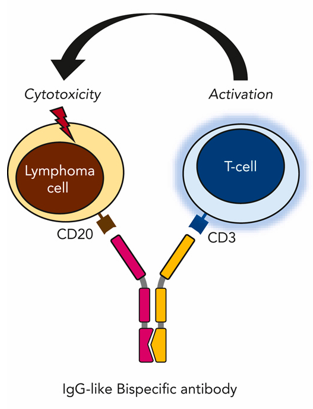 Cytotoxicity
Activation
Lymphoma
cell
T-cell
CD20
CD3
IgG-like Bispecific antibody